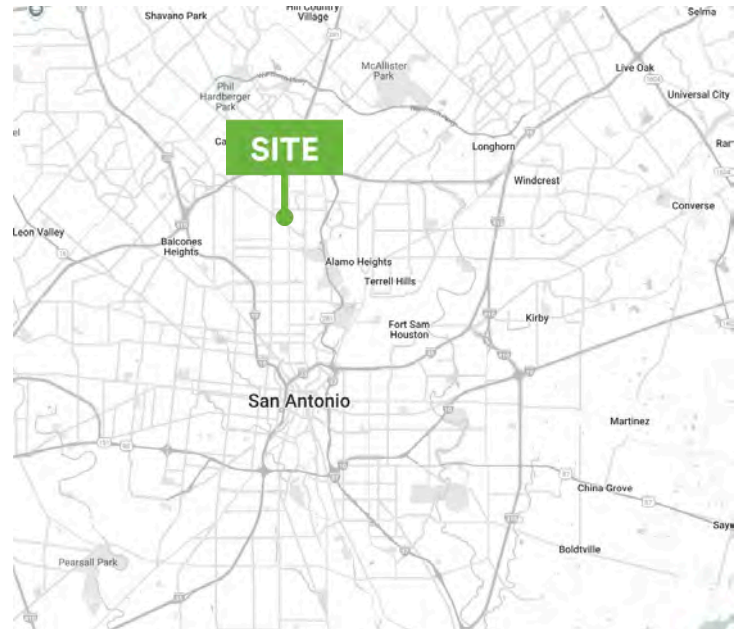 Shavano Park
Hill Country
Village
Selma
McAllister
Park
Live Oak
Phil
Hardberger
Park
Universal City
SITE
Longhorn
Windcrest
Converse
Leon Valley
Balcones
Heights
Alamo Heights
Terrell Hills
Fort Sam
Houston
Kirby
San Antonio
Martinez
China Grove
87
Boldtville
Pearsall Park